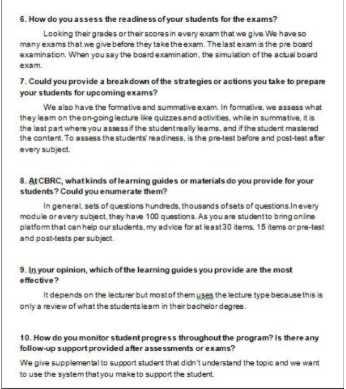 6. How do you assess the readiness of your students for the exams?
Looking their grades or their scores in every exam that we give. We have so
many exams that we give before they take the exam. The last exam is the pre board
examination. When you say the board examination, the simulation of the actual board
exam.
7. Could you provide a breakdown of the strategies or actions you take to prepare
your students for upcoming exams?
We also have the formative and summative exam. In formative, we assess what
they learn on the on-going lecture like quizzes and activities, while in summative, it is
the last part where you assess if the student really learns, and if the student mastered
the content. To assess the students' readiness, is the pre-test before and post-test after
every subject.
8. At CBRC, what kinds of learning guides or materials do you provide for your
students? Could you enumerate them?
In general, sets of questions hundreds, thousands of sets of questions. In every
module or every subject, they have 100 questions. As you are student to bring online
platform that can help our students, my advice for at least 30 items, 15 items or pre-test
and post-tests per subject.
9. In your opinion, which of the learning guides you provide are the most
effective?
It depends on the lecturer but most of them uses the lecture type because this is
only a review of what the students learn in their bachelor degree.
10. How do you monitor student progress throughout the program? Is there any
follow-up support provided after assessments or exams?
We give supplemental to support student that didn't understand the topic and we want
to use the system that you make to support the student.